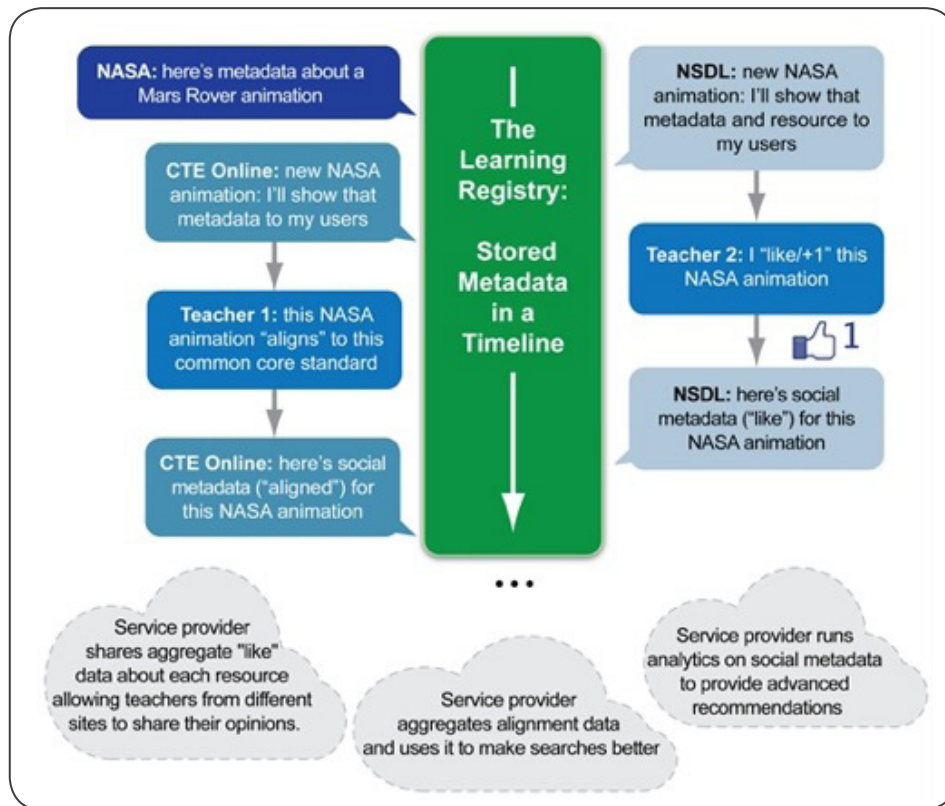 NASA: here's metadata about a
Mars Rover animation
CTE Online: new NASA
animation: I'll show that
metadata to my users
Teacher 1: this NASA
animation "aligns" to this
common core standard
CTE Online: here's social
metadata ("aligned") for
this NASA animation
The
Learning
Registry:
Stored
Metadata
in a
Timeline
NSDL: new NASA
animation: I'll show that
metadata and resource to
my users
Teacher 2: I "like/+1" this
NASA animation
1
NSDL: here's social
metadata ("like") for this
NASA animation
...
Service provider
shares aggregate "like"
data about each resource
allowing teachers from different
sites to share their opinions.
Service provider
aggregates alignment data
and uses it to make searches better
Service provider runs
analytics on social metadata
to provide advanced
recommendations